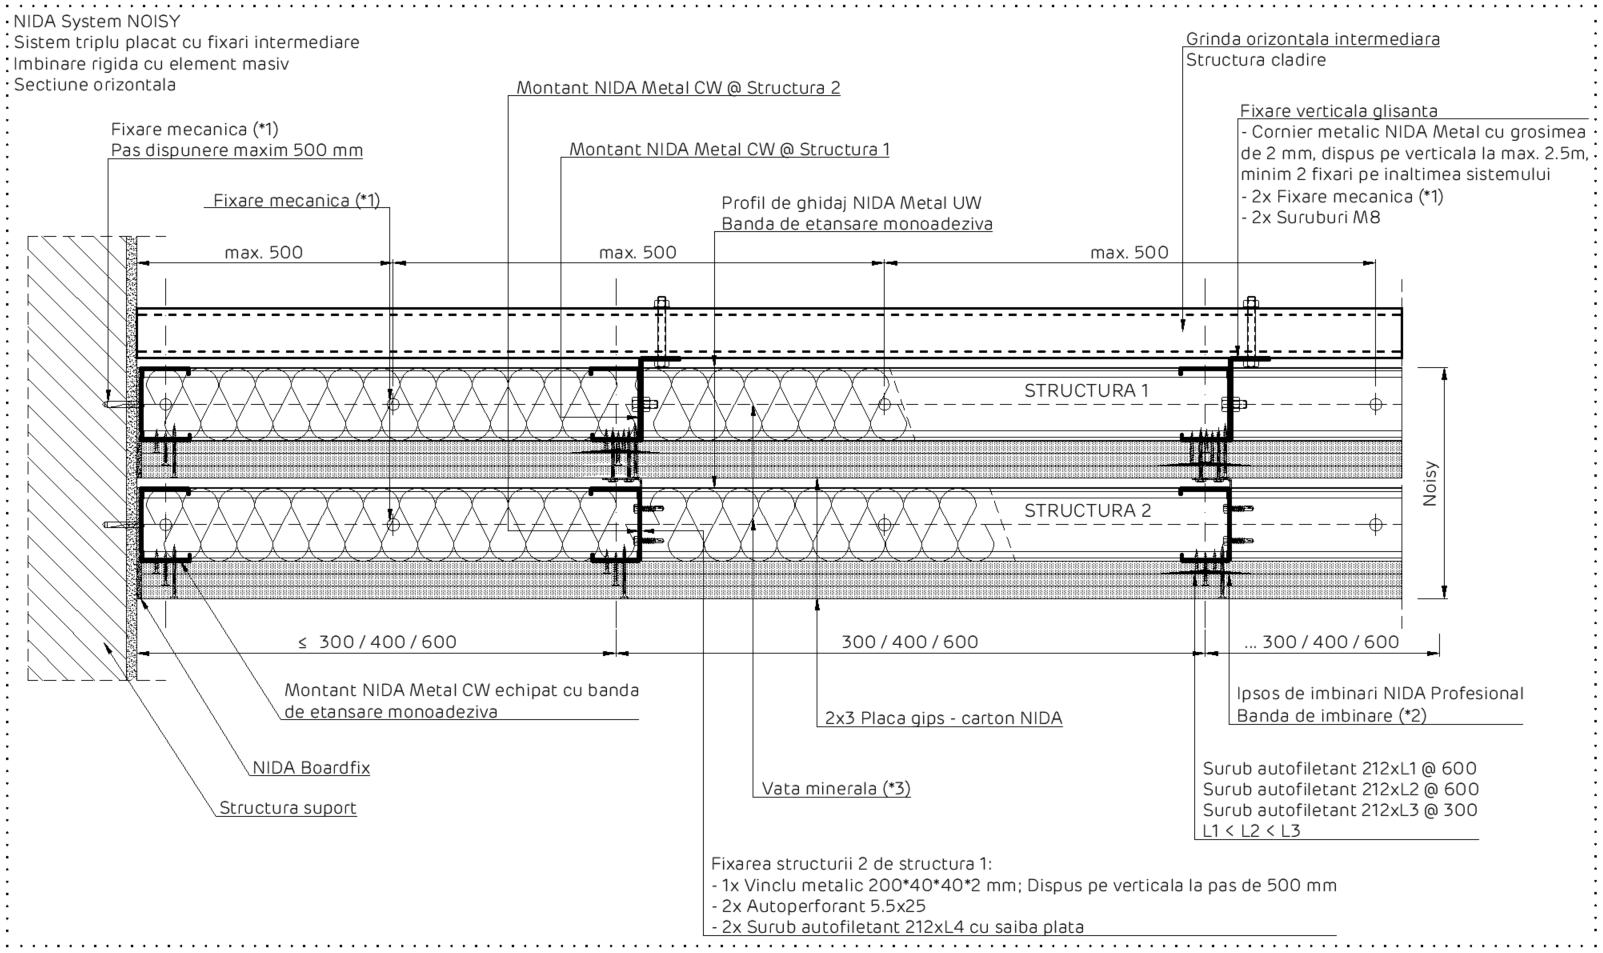 NIDA System NOISY
Sistem triplu placat cu fixari intermediare
Imbinare rigida cu element masiv
Sectiune orizontala
Grinda orizontala intermediara
Structura cladire
Montant NIDA Metal CW @ Structura 2
Fixare verticala glisanta
- Cornier metalic NIDA Metal cu grosimea
de 2 mm, dispus pe verticala la max. 2.5m,
minim 2 fixari pe inaltimea sistemului
- 2x Fixare mecanica (*1)
- 2x Suruburi M8
Fixare mecanica (*1)
Pas dispunere maxim 500 mm
Montant NIDA Metal CW @ Structura 1
Fixare mecanica (*1)
Profil de ghidaj NIDA Metal UW
Banda de etansare monoadeziva
max. 500
max. 500
max. 500
STRUCTURA 1
Noisy
STRUCTURA 2
≤ 300 / 400 / 600
300 / 400 / 600
... 300 / 400 / 600
Montant NIDA Metal CW echipat cu banda
de etansare monoadeziva
2x3 Placa gips - carton NIDA
Ipsos de imbinari NIDA Profesional
Banda de imbinare (*2)
NIDA Boardfix
Vata minerala (*3)
Structura suport
Surub autofiletant 212xL1 @ 600
Surub autofiletant 212xL2 @ 600
Surub autofiletant 212xL3 @ 300
L1 < L2 < L3
Fixarea structurii 2 de structura 1:
- 1x Vinclu metalic 200*40*40*2 mm; Dispus pe verticala la pas de 500 mm
- 2x Autoperforant 5.5x25
- 2x Surub autofiletant 212xL4 cu saiba plata